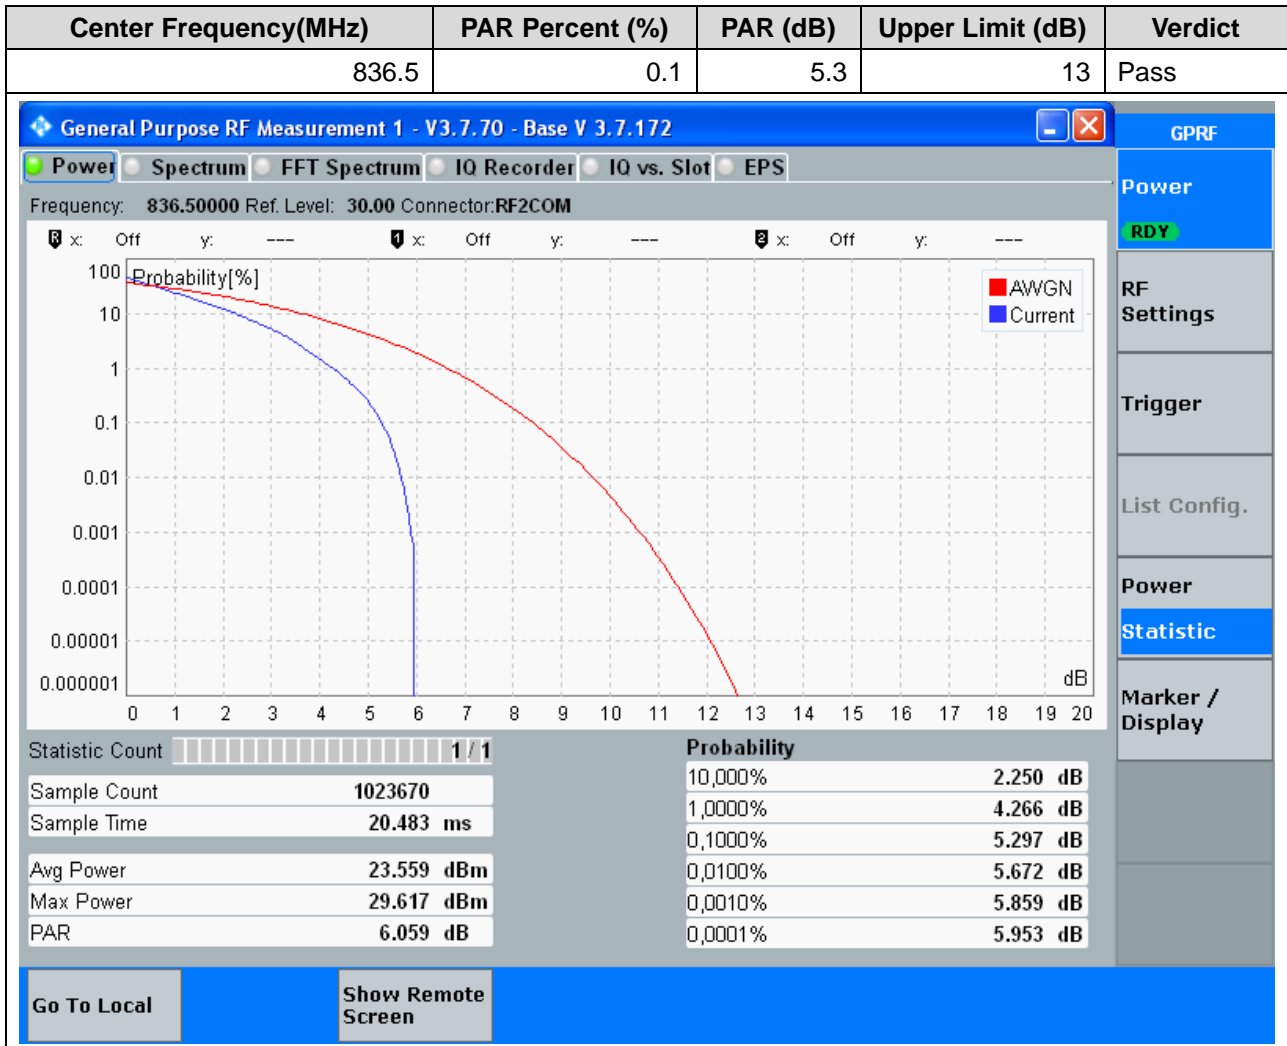 Center Frequency(MHz) PAR Percent (%) PAR (dB) Upper Limit (dB) Verdict
836.5 0.1 5.3 13 Pass
General Purpose RF Measurement 1 - V3.7.70 - Base V 3.7.172
GPRF
Power Spectrum FFT Spectrum IQ Recorder IQ vs. Slot EPS
Power
RDY
Frequency: 836.50000 Ref. Level: 30.00 Connector:RF2COM
R x: Off y: --- 1 x: Off y: --- 2 x: Off y: ---
RF
Settings
Trigger
List Config.
Power
Statistic
Marker /
Display
Probability[%]
AWGN
Current
100
10
1
0.1
0.01
0.001
0.0001
0.00001
0.000001
dB
0 1 2 3 4 5 6 7 8 9 10 11 12 13 14 15 16 17 18 19 20
Statistic Count 1 / 1
Sample Count 1023670
Sample Time 20.483 ms
Avg Power 23.559 dBm
Max Power 29.617 dBm
PAR 6.059 dB
Probability
10,000% 2.250 dB
1,0000% 4.266 dB
0,1000% 5.297 dB
0,0100% 5.672 dB
0,0010% 5.859 dB
0,0001% 5.953 dB
Go To Local
Show Remote
Screen